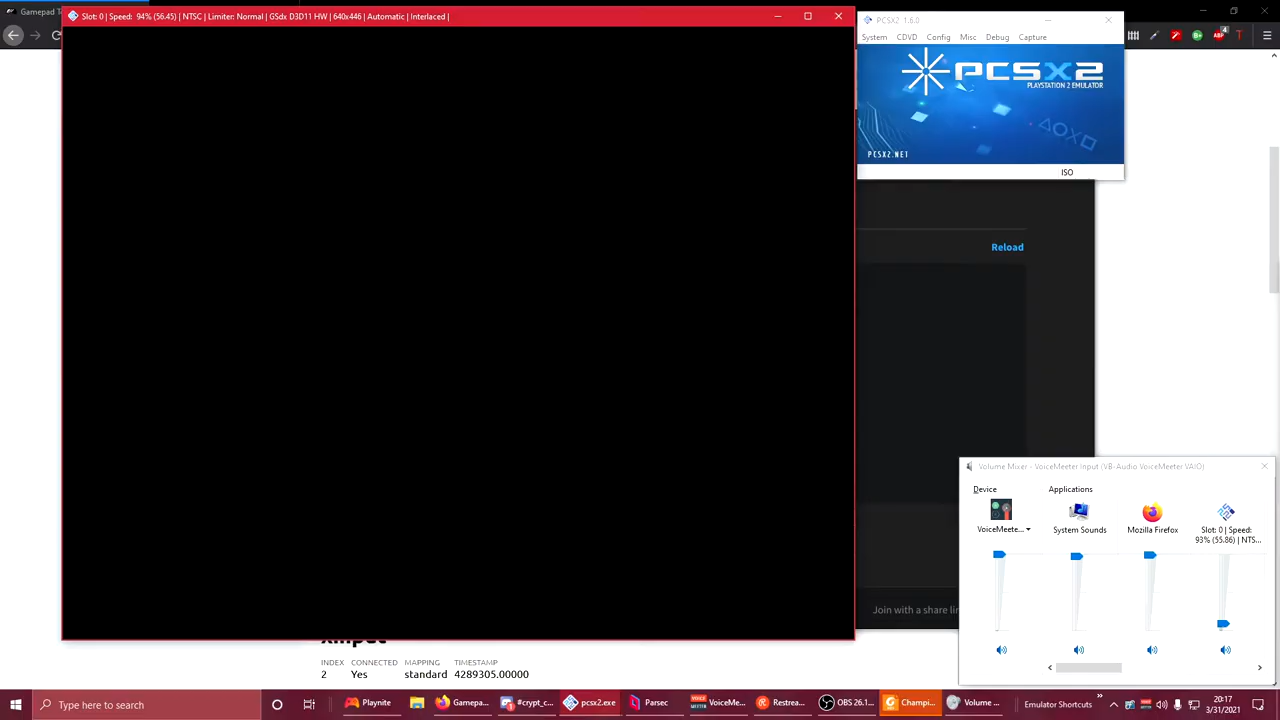 Gamepad T
Slot: 0 | Speed: 94% (56.45) | NTSC | Limiter: Normal | GSdx D3D11 HW | 640x446 | Automatic | Interlaced |
PCSX2 1.6.0
System CDVD Config Misc Debug Capture
PCSX2
PLAYSTATION 2 EMULATOR
PCSX2.NET
ISO
ABP
4
Reload
Join with a share lin
Volume Mixer - VoiceMeeter Input (VB-Audio VoiceMeeter VAIO)
Device Applications
VoiceMeete... System Sounds Mozilla Firefox Slot: 0 | Speed:
93% (55.86) | NTS...
INDEX CONNECTED MAPPING TIMESTAMP
2 Yes standard 4289305.00000
Type here to search
Playnite
Gamepa...
#crypt_c...
pcsx2.exe
Parsec
VoiceMe...
Restrea...
OBS 26.1...
Champi...
Volume ...
Emulator Shortcuts
20:17
3/31/2021